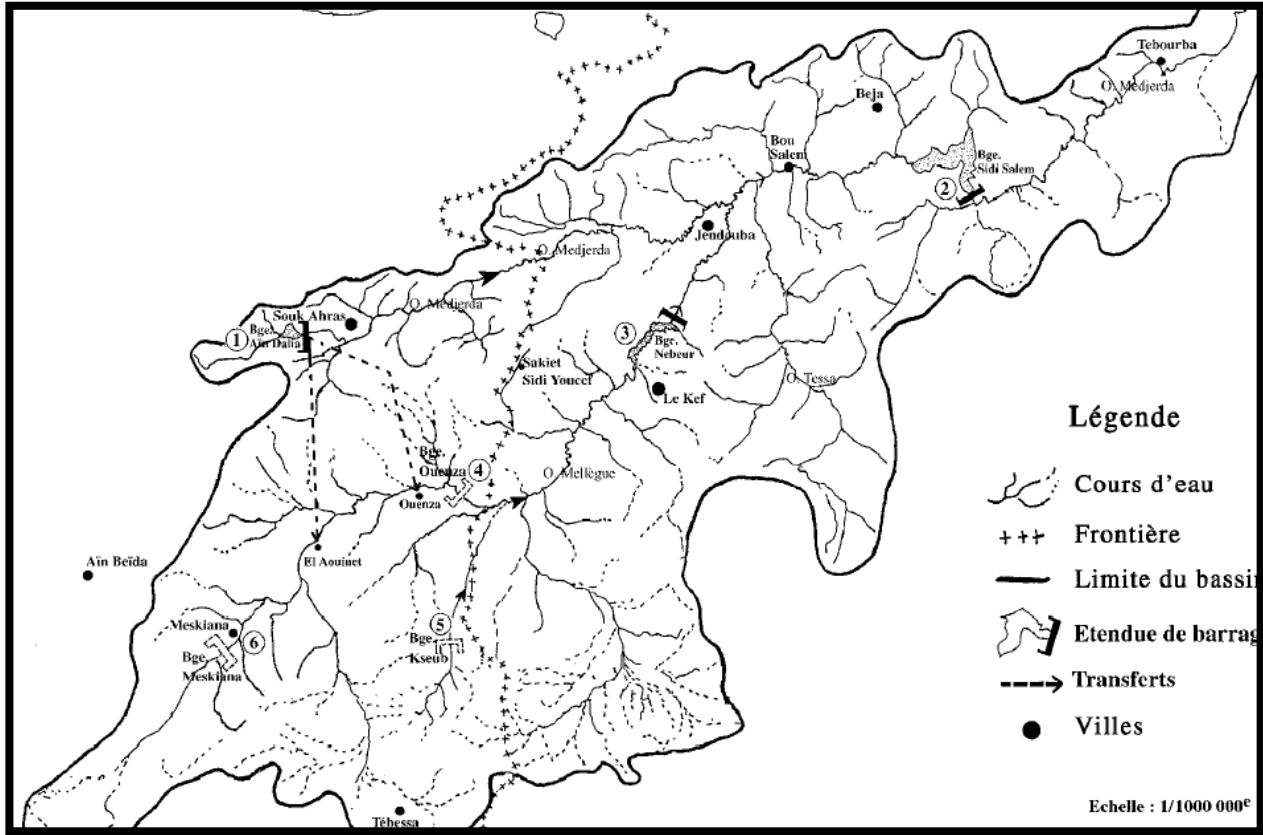 Tebourba
O. Medjerda
Beja
Bou
Salem
Bge.
Sidi Salem
2
Jendouba
O. Medjerda
O. Medjerda
Souk Ahras
1
Bge.
Aïn Dalia
3
Bge.
Nebeur
Sakiet
Sidi Youcef
Le Kef
O. Tessa
Bge.
Ouenza
4
O. Mellègue
Ouenza
El Aouinet
Aïn Beïda
Meskiana
6
Bge.
Meskiana
5
Bge.
Kseub
Tébessa
Légende
Cours d'eau
Frontière
Limite du bassin
Etendue de barrag
Transferts
Villes
Echelle : 1/1000 000e